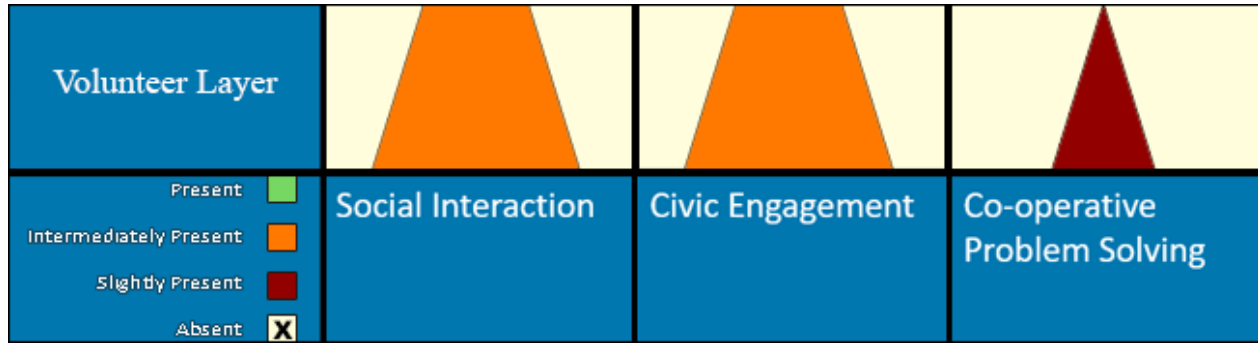 Volunteer Layer
Present
Intermediately Present
Slightly Present
Absent
X
Social Interaction
Civic Engagement
Co-operative
Problem Solving